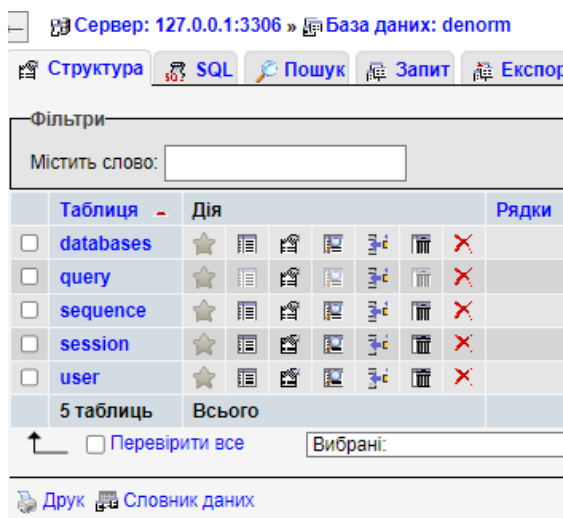 Сервер: 127.0.0.1:3306 » База даних: denorm
Структура SQL Пошук Запит Експор
Фільтри
Містить слово:
Таблиця Дія Рядки
databases
query
sequence
session
user
5 таблиць Всього
Перевірити все Вибрані:
Друк Словник даних